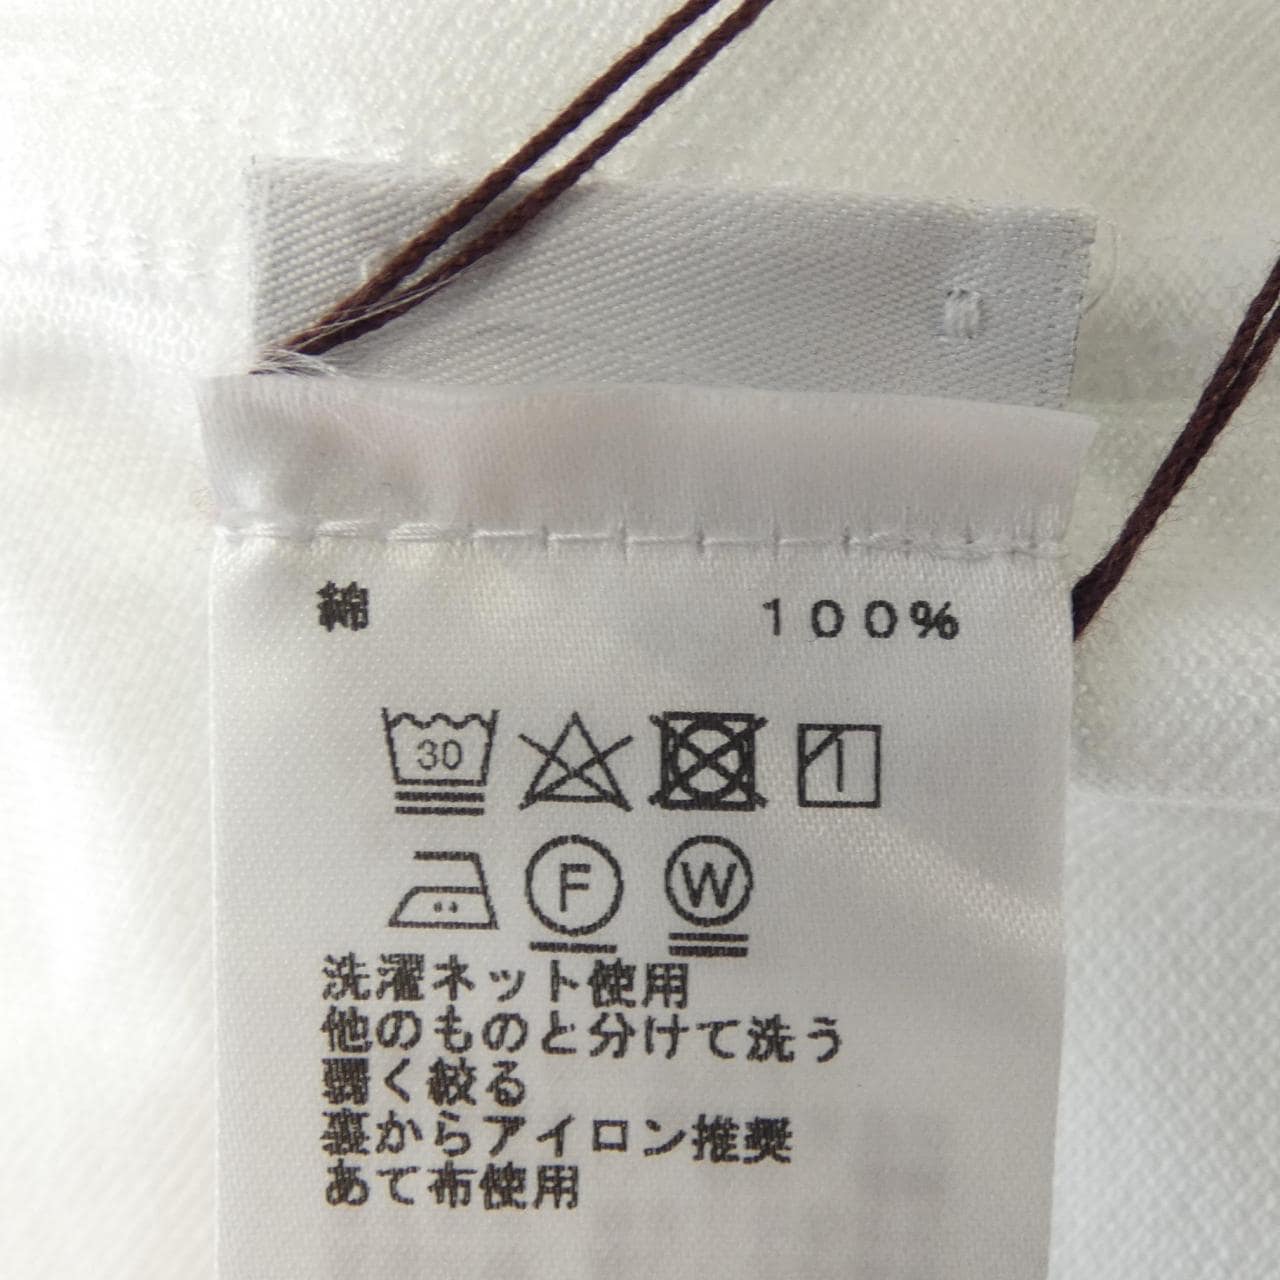 綿 100%
30
F W
洗濯ネット使用
他のものと分けて洗う
弱く絞る
裏からアイロン推奨
あて布使用